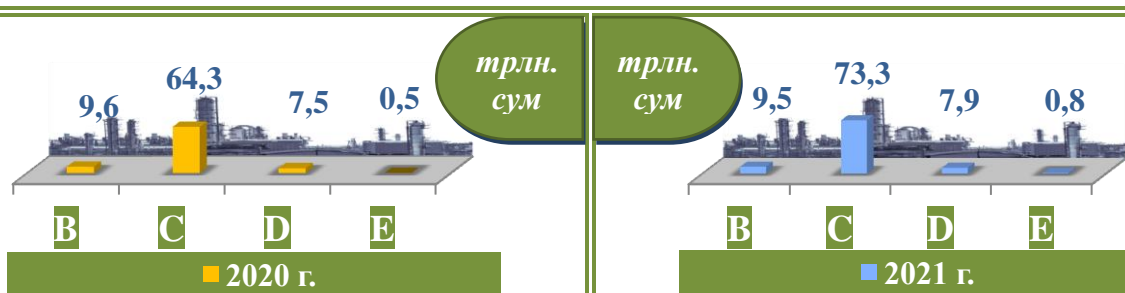 трлн.
сум
9,6
64,3
7,5
0,5
B
C
D
E
2020 г.
трлн.
сум
9,5
73,3
7,9
0,8
B
C
D
E
2021 г.